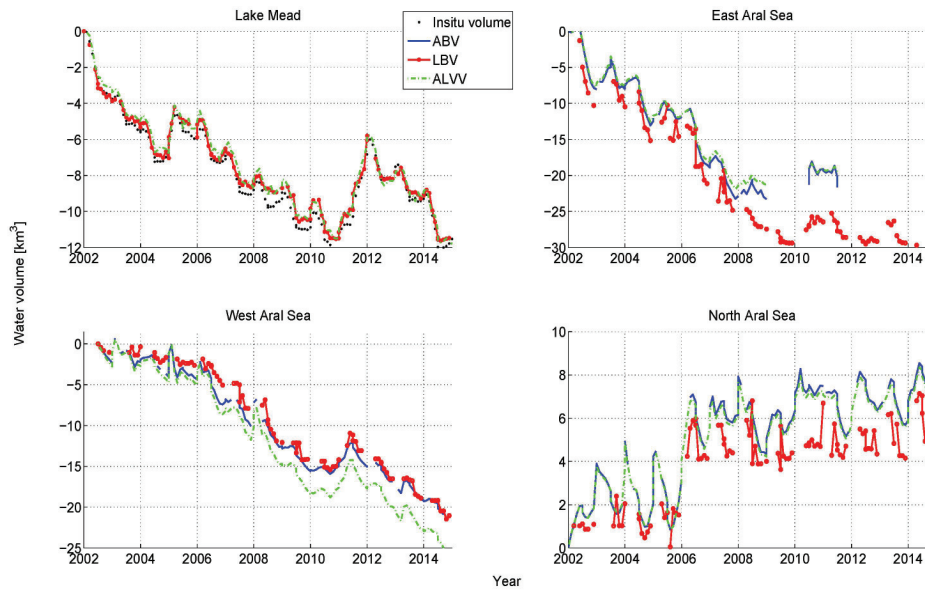 Lake Mead
East Aral Sea
Insitu volume
ABV
LBV
ALVV
0
−2
−4
−6
−8
−10
−12
2002 2004 2006 2008 2010 2012 2014
0
−5
−10
−15
−20
−25
−30
2002 2004 2006 2008 2010 2012 2014
Water volume [km³]
West Aral Sea
North Aral Sea
0
−5
−10
−15
−20
−25
2002 2004 2006 2008 2010 2012 2014
10
8
6
4
2
0
2002 2004 2006 2008 2010 2012 2014
Year